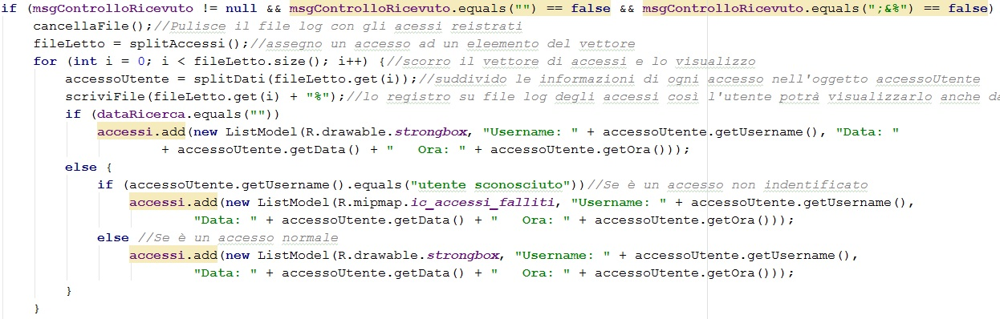 if (msgControlloRicevuto != null && msgControlloRicevuto.equals("") == false && msgControlloRicevuto.equals(";&%") == false)
cancellaFile();//Pulisce il file log con gli acessi reistrati
fileLetto = splitAccessi();//assegno un accesso ad un eleemento del vettore
for (int i = 0; i < fileLetto.size(); i++) {//scorro il vettore di accessi e lo visualizzo
accessoUtente = splitDati(fileLetto.get(i));//suddivido le informazioni di ogni accesso nell'oggetto accessoUtente
scriviFile(fileLetto.get(i) + "%");//lo registro su file log degli accessi così l'utente potrà visualizzarlo anche da
if (dataRicerca.equals(""))
accessi.add(new ListModel(R.drawable.strongbox, "Username: " + accessoUtente.getUsername(), "Data: "
+ accessoUtente.getData() + "   Ora: " + accessoUtente.getOra()));
else {
if (accessoUtente.getUsername().equals("utente sconosciuto"))//Se è un accesso non indentificato
accessi.add(new ListModel(R.mipmap.ic_accessi_falliti, "Username: " + accessoUtente.getUsername(),
"Data: " + accessoUtente.getData() + "   Ora: " + accessoUtente.getOra()));
else //Se è un accesso normale
accessi.add(new ListModel(R.drawable.strongbox, "Username: " + accessoUtente.getUsername(),
"Data: " + accessoUtente.getData() + "   Ora: " + accessoUtente.getOra()));
}
}